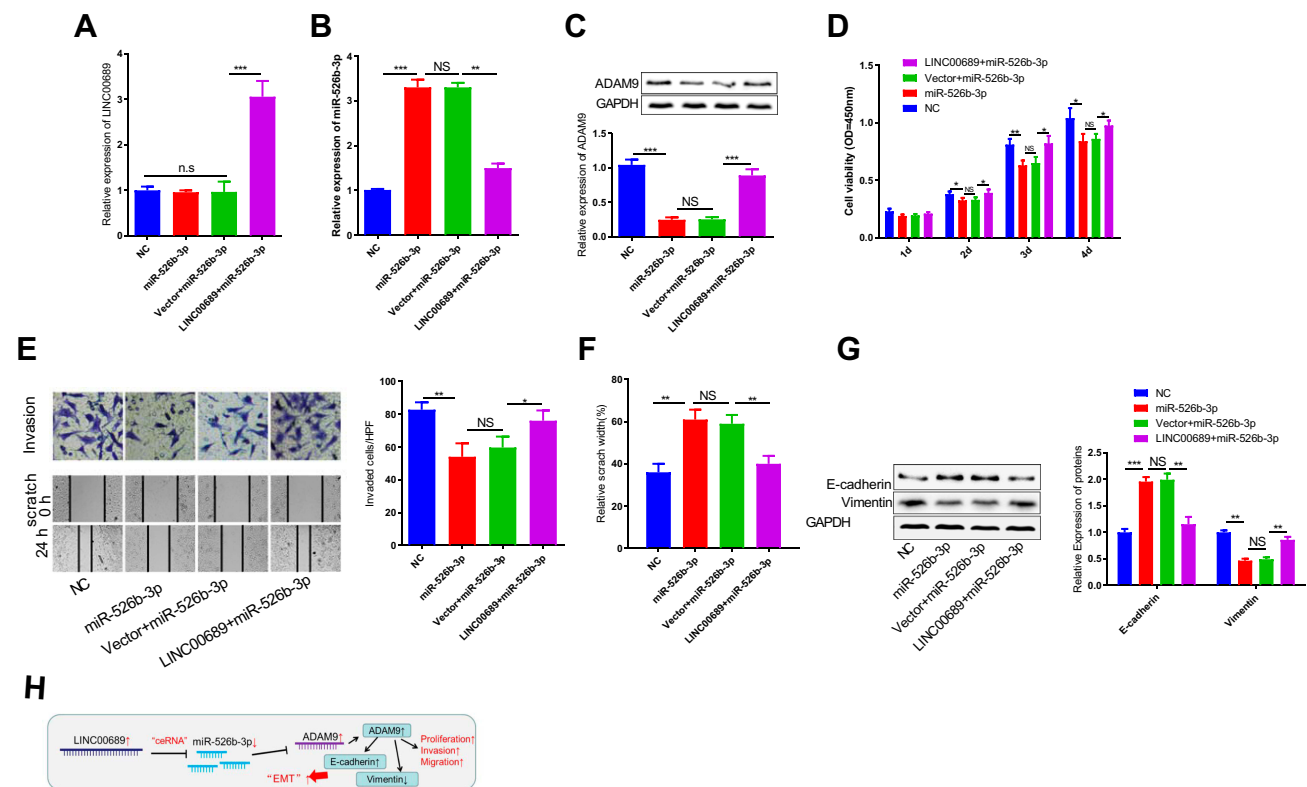 A
Relative expression of LINC00689
4
3
2
1
0
n.s
***
NC
miR-526b-3p
Vector+miR-526b-3p
LINC00689+miR-526b-3p
B
Relative expression of miR-526b-3p
4
3
2
1
0
***
NS
**
NC
miR-526b-3p
Vector+miR-526b-3p
LINC00689+miR-526b-3p
C
ADAM9
GAPDH
Relative expression of ADAM9
1.5
1.0
0.5
0.0
***
NS
***
NC
miR-526b-3p
Vector+miR-526b-3p
LINC00689+miR-526b-3p
D
LINC00689+miR-526b-3p
Vector+miR-526b-3p
miR-526b-3p
NC
Cell viability (OD=450nm)
1.5
1.0
0.5
0.0
*
NS
*
**
NS
*
*
NS
*
1d
2d
3d
4d
E
Invasion
scratch
0 h
24 h
NC
miR-526b-3p
Vector+miR-526b-3p
LINC00689+miR-526b-3p
Invaded cells/HPF
100
80
60
40
20
0
**
NS
*
NC
miR-526b-3p
Vector+miR-526b-3p
LINC00689+miR-526b-3p
F
Relative scrach width(%)
80
60
40
20
0
**
NS
**
NC
miR-526b-3p
Vector+miR-526b-3p
LINC00689+miR-526b-3p
G
E-cadherin
Vimentin
GAPDH
NC
miR-526b-3p
Vector+miR-526b-3p
LINC00689+miR-526b-3p
NC
miR-526b-3p
Vector+miR-526b-3p
LINC00689+miR-526b-3p
Relative Expression of proteins
2.5
2.0
1.5
1.0
0.5
0.0
***
NS
**
**
NS
**
E-cadherin
Vimentin
H
LINC00689↑
"ceRNA"
miR-526b-3p↓
ADAM9↑
ADAM9↑
Proliferation↑
Invasion↑
Migration↑
E-cadherin↑
"EMT" ↑
Vimentin↓